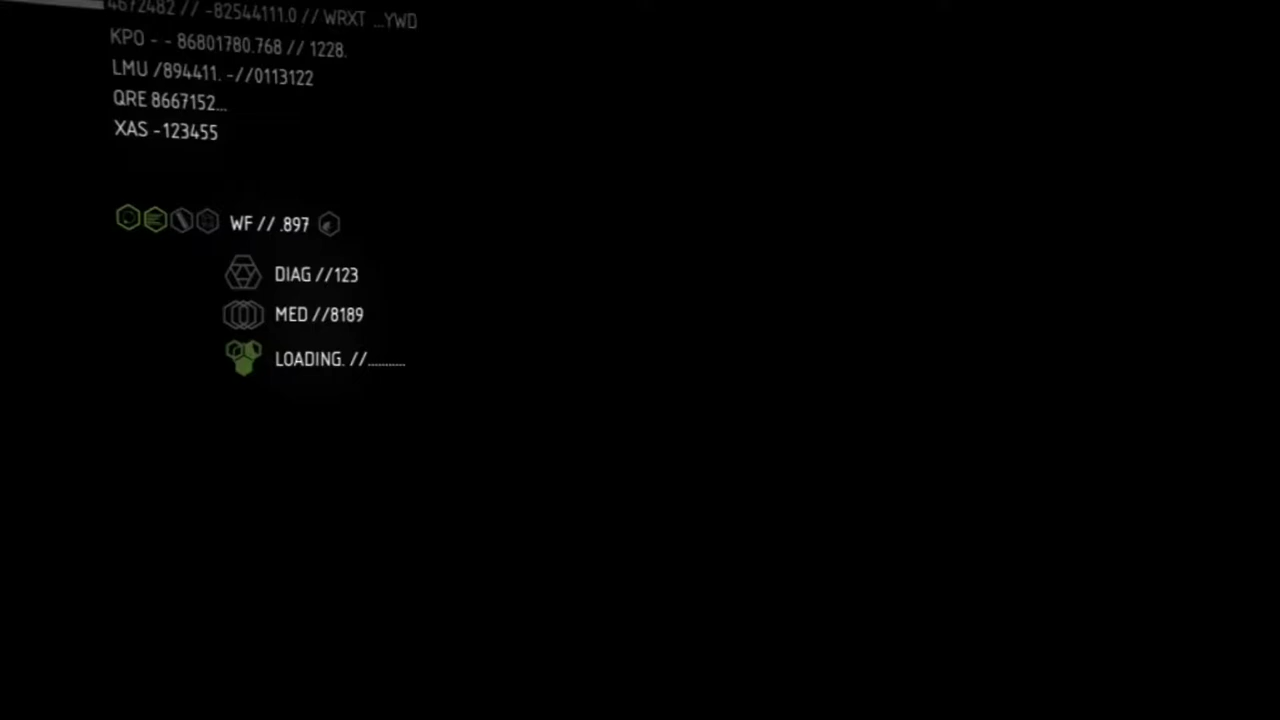 4672482 // -82544111.0 // WRXT ...YWD
KPO - - 86801780.768 // 1228.
LMU /894411. -//0113122
QRE 8667152...
XAS -123455
WF // .897
DIAG //123
MED //8189
LOADING. //...........